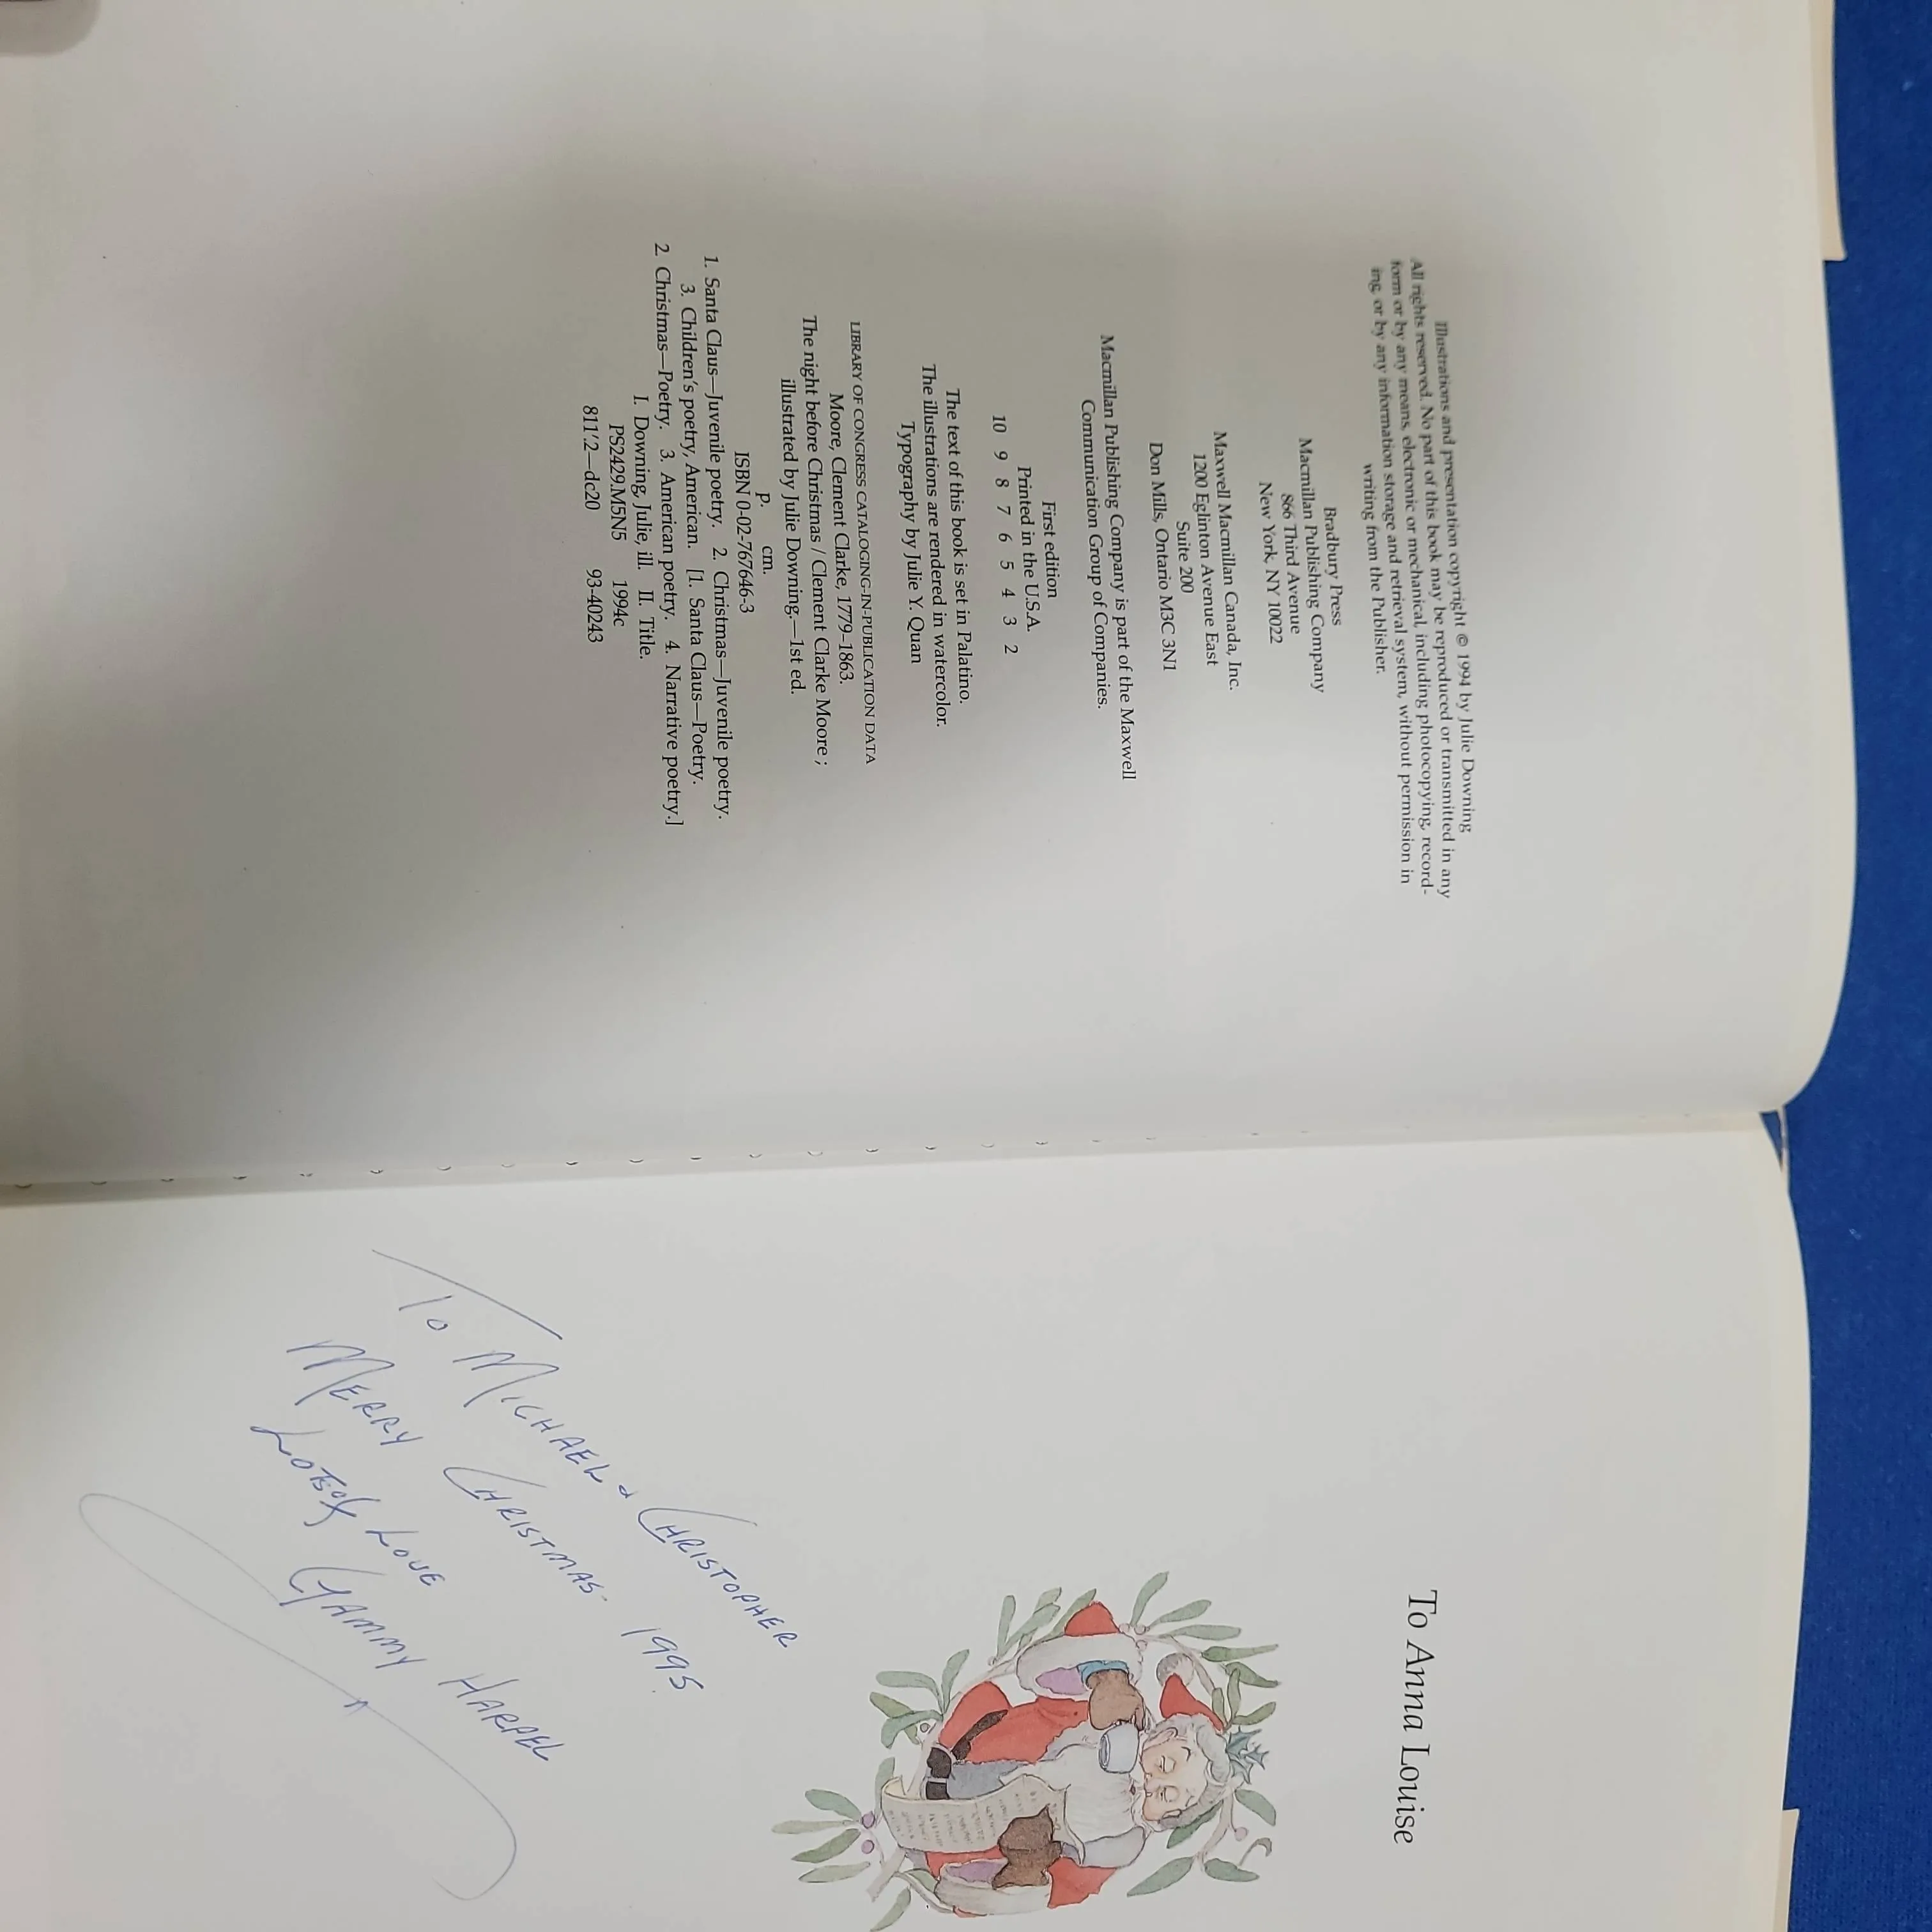 Illustrations and presentation copyright © 1994 by Julie Downing
All rights reserved. No part of this book may be reproduced or transmitted in any
form or by any means, electronic or mechanical, including photocopying, record-
ing, or by any information storage and retrieval system, without permission in
writing from the Publisher.
Bradbury Press
Macmillan Publishing Company
866 Third Avenue
New York, NY 10022
Maxwell Macmillan Canada, Inc.
1200 Eglinton Avenue East
Suite 200
Don Mills, Ontario M3C 3N1
Macmillan Publishing Company is part of the Maxwell
Communication Group of Companies.
First edition
Printed in the U.S.A.
10 9 8 7 6 5 4 3 2
The text of this book is set in Palatino.
The illustrations are rendered in watercolor.
Typography by Julie Y. Quan
LIBRARY OF CONGRESS CATALOGING-IN-PUBLICATION DATA
Moore, Clement Clarke, 1779–1863.
The night before Christmas / Clement Clarke Moore ;
illustrated by Julie Downing.—1st ed.
p. cm.
ISBN 0-02-767646-3
1. Santa Claus—Juvenile poetry. 2. Christmas—Juvenile poetry.
3. Children's poetry, American. [1. Santa Claus—Poetry.
2. Christmas—Poetry. 3. American poetry. 4. Narrative poetry.]
I. Downing, Julie, ill. II. Title.
PS2429.M5N5 1994c
811'.2—dc20 93-40243
To Anna Louise
TO MICHAEL & CHRISTOPHER
MERRY CHRISTMAS 1995
LOTS OF LOVE
GAMMY HARPEL